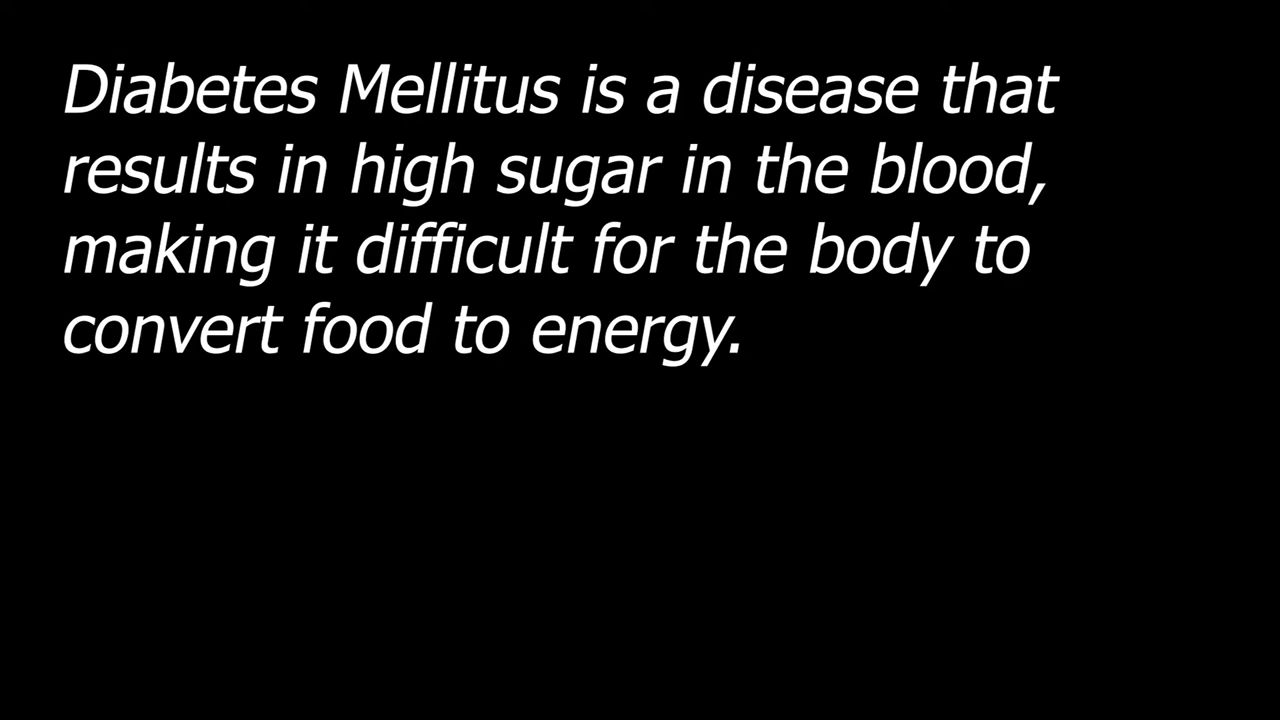 Diabetes Mellitus is a disease that
results in high sugar in the blood,
making it difficult for the body to
convert food to energy.